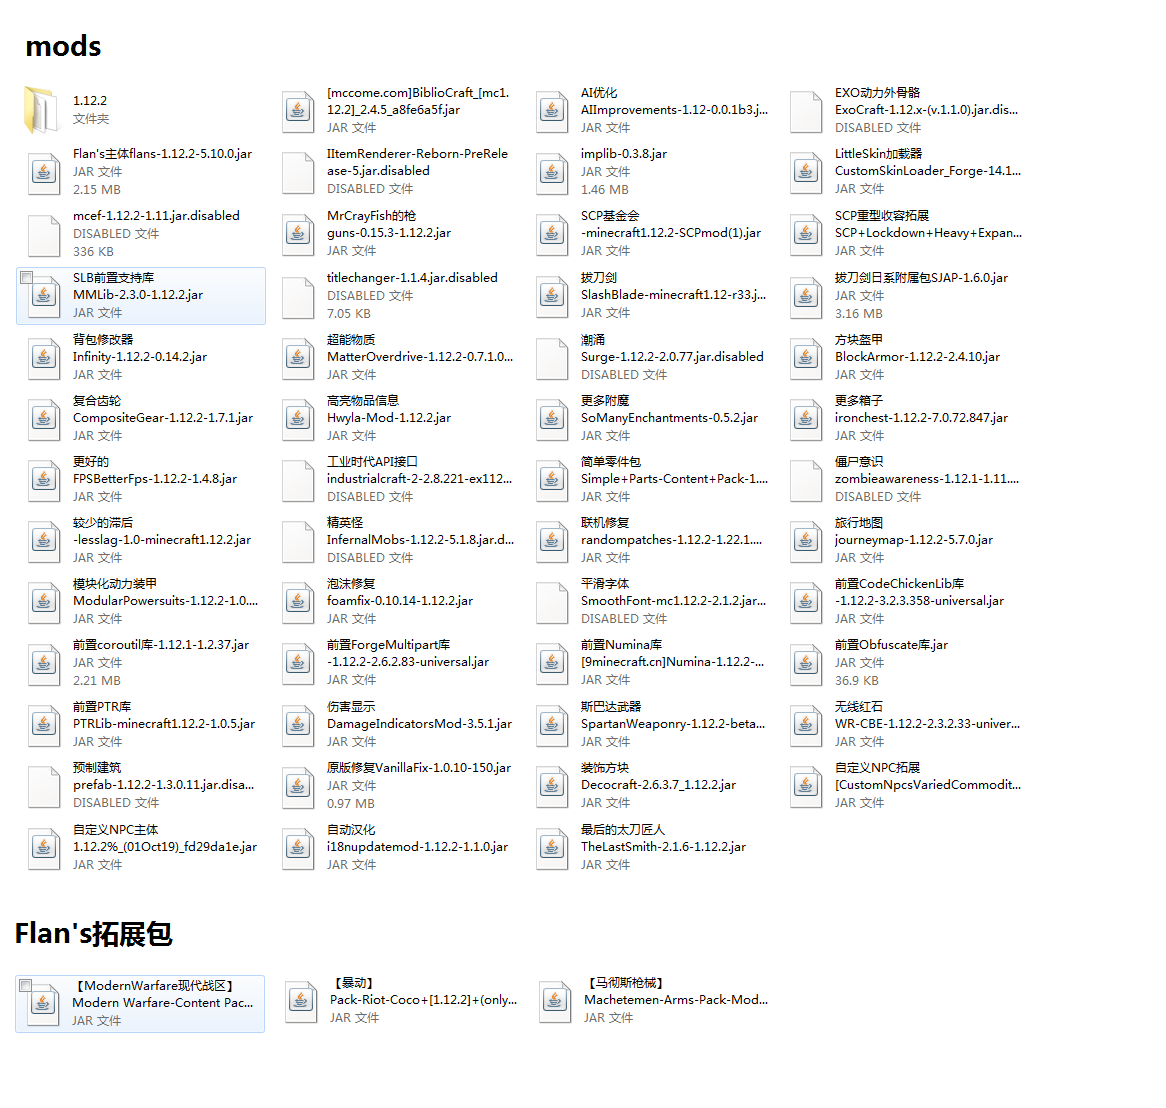 mods
1.12.2
文件夹
[mccome.com]BiblioCraft_[mc1.
12.2]_2.4.5_a8fe6a5f.jar
JAR 文件
AI优化
AIImprovements-1.12-0.0.1b3.j...
JAR 文件
EXO动力外骨骼
ExoCraft-1.12.x-(v.1.1.0).jar.dis...
DISABLED 文件
Flan's主体flans-1.12.2-5.10.0.jar
JAR 文件
2.15 MB
IItemRenderer-Reborn-PreRele
ase-5.jar.disabled
DISABLED 文件
implib-0.3.8.jar
JAR 文件
1.46 MB
LittleSkin加载器
CustomSkinLoader_Forge-14.1...
JAR 文件
mcef-1.12.2-1.11.jar.disabled
DISABLED 文件
336 KB
MrCrayFish的枪
guns-0.15.3-1.12.2.jar
JAR 文件
SCP基金会
-minecraft1.12.2-SCPmod(1).jar
JAR 文件
SCP重型收容拓展
SCP+Lockdown+Heavy+Expan...
JAR 文件
SLB前置支持库
MMLib-2.3.0-1.12.2.jar
JAR 文件
titlechanger-1.1.4.jar.disabled
DISABLED 文件
7.05 KB
拔刀剑
SlashBlade-minecraft1.12-r33.j...
JAR 文件
拔刀剑日系附属包SJAP-1.6.0.jar
JAR 文件
3.16 MB
背包修改器
Infinity-1.12.2-0.14.2.jar
JAR 文件
超能物质
MatterOverdrive-1.12.2-0.7.1.0...
JAR 文件
潮涌
Surge-1.12.2-2.0.77.jar.disabled
DISABLED 文件
方块盔甲
BlockArmor-1.12.2-2.4.10.jar
JAR 文件
复合齿轮
CompositeGear-1.12.2-1.7.1.jar
JAR 文件
高亮物品信息
Hwyla-Mod-1.12.2.jar
JAR 文件
更多附魔
SoManyEnchantments-0.5.2.jar
JAR 文件
更多箱子
ironchest-1.12.2-7.0.72.847.jar
JAR 文件
更好的
FPSBetterFps-1.12.2-1.4.8.jar
JAR 文件
工业时代API接口
industrialcraft-2-2.8.221-ex112...
DISABLED 文件
简单零件包
Simple+Parts-Content+Pack-1....
JAR 文件
僵尸意识
zombieawareness-1.12.1-1.11....
DISABLED 文件
较少的滞后
-lesslag-1.0-minecraft1.12.2.jar
JAR 文件
精英怪
InfernalMobs-1.12.2-5.1.8.jar.d...
DISABLED 文件
联机修复
randompatches-1.12.2-1.22.1....
JAR 文件
旅行地图
journeymap-1.12.2-5.7.0.jar
JAR 文件
模块化动力装甲
ModularPowersuits-1.12.2-1.0....
JAR 文件
泡沫修复
foamfix-0.10.14-1.12.2.jar
JAR 文件
平滑字体
SmoothFont-mc1.12.2-2.1.2.jar...
DISABLED 文件
前置CodeChickenLib库
-1.12.2-3.2.3.358-universal.jar
JAR 文件
前置coroutil库-1.12.1-1.2.37.jar
JAR 文件
2.21 MB
前置ForgeMultipart库
-1.12.2-2.6.2.83-universal.jar
JAR 文件
前置Numina库
[9minecraft.cn]Numina-1.12.2-...
JAR 文件
前置Obfuscate库.jar
JAR 文件
36.9 KB
前置PTR库
PTRLib-minecraft1.12.2-1.0.5.jar
JAR 文件
伤害显示
DamageIndicatorsMod-3.5.1.jar
JAR 文件
斯巴达武器
SpartanWeaponry-1.12.2-beta...
JAR 文件
无线红石
WR-CBE-1.12.2-2.3.2.33-univer...
JAR 文件
预制建筑
prefab-1.12.2-1.3.0.11.jar.disa...
DISABLED 文件
原版修复VanillaFix-1.0.10-150.jar
JAR 文件
0.97 MB
装饰方块
Decocraft-2.6.3.7_1.12.2.jar
JAR 文件
自定义NPC拓展
[CustomNpcsVariedCommodit...
JAR 文件
自定义NPC主体
1.12.2%_(01Oct19)_fd29da1e.jar
JAR 文件
自动汉化
i18nupdatemod-1.12.2-1.1.0.jar
JAR 文件
最后的太刀匠人
TheLastSmith-2.1.6-1.12.2.jar
JAR 文件
Flan's拓展包
【ModernWarfare现代战区】
Modern Warfare-Content Pac...
JAR 文件
【暴动】
Pack-Riot-Coco+[1.12.2]+(only...
JAR 文件
【马彻斯枪械】
Machetemen-Arms-Pack-Mod...
JAR 文件